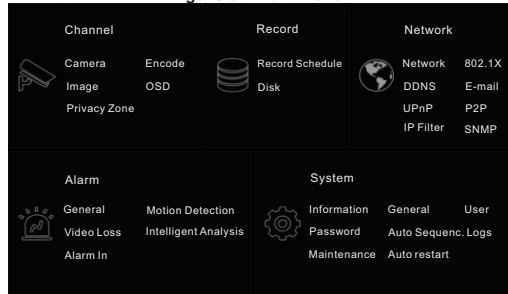 Channel
Camera Encode
Image OSD
Privacy Zone
Record
Record Schedule
Disk
Network
Network 802.1X
DDNS E-mail
UPnP P2P
IP Filter SNMP
Alarm
General Motion Detection
Video Loss Intelligent Analysis
Alarm In
System
Information General User
Password Auto Sequenc. Logs
Maintenance Auto restart